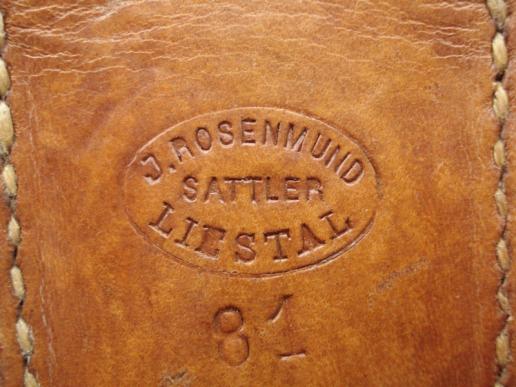 J. ROSENMUND
SATTLER
LIESTAL
81